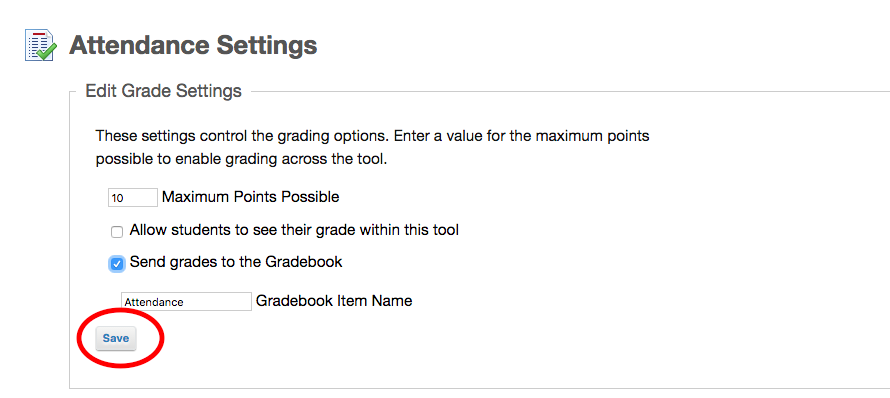 Attendance Settings
Edit Grade Settings
These settings control the grading options. Enter a value for the maximum points
possible to enable grading across the tool.
10 Maximum Points Possible
Allow students to see their grade within this tool
Send grades to the Gradebook
Attendance Gradebook Item Name
Save